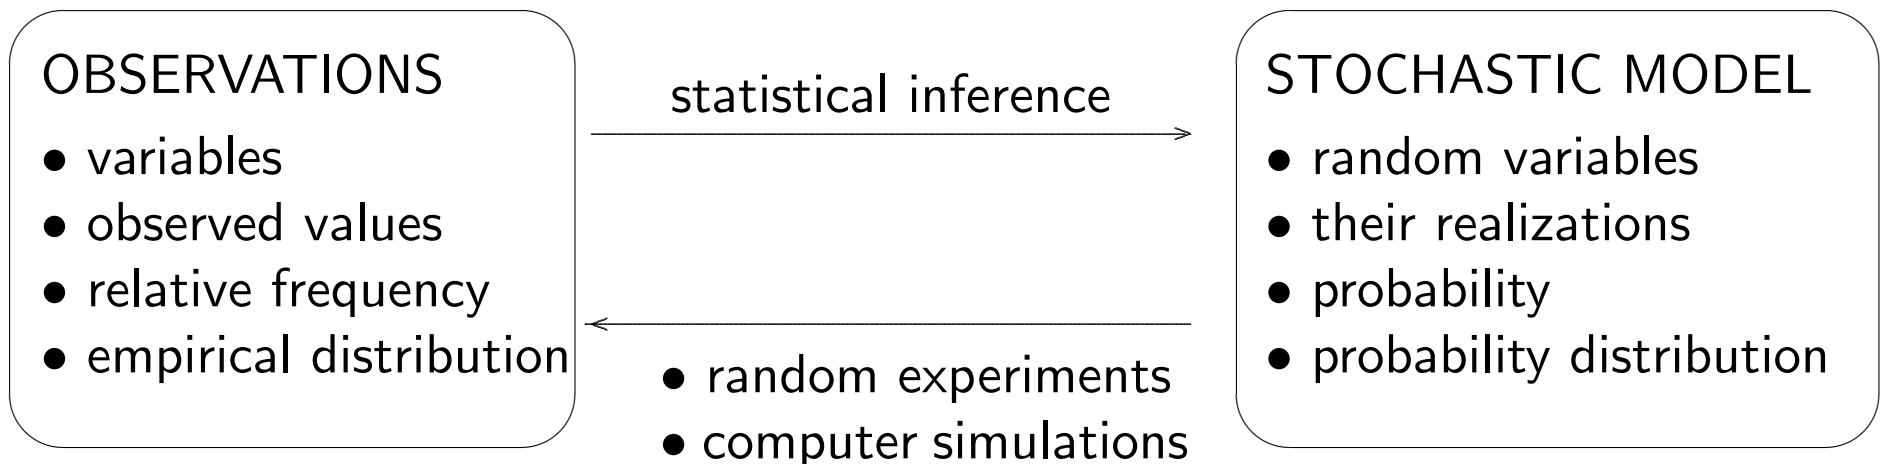 OBSERVATIONS
• variables
• observed values
• relative frequency
• empirical distribution
statistical inference
• random experiments
• computer simulations
STOCHASTIC MODEL
• random variables
• their realizations
• probability
• probability distribution